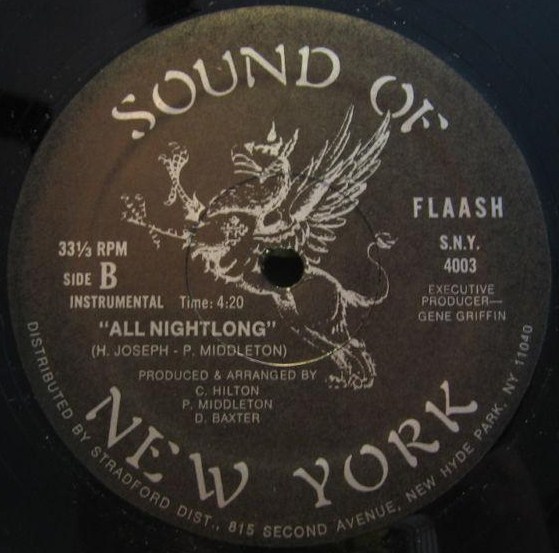 SOUND OF
FLAASH
S.N.Y.
4003
EXECUTIVE
PRODUCER—
GENE GRIFFIN
33⅓ RPM
SIDE B
INSTRUMENTAL Time: 4:20
"ALL NIGHTLONG"
(H. JOSEPH - P. MIDDLETON)
PRODUCED & ARRANGED BY
C. HILTON
P. MIDDLETON
D. BAXTER
NEW YORK
DISTRIBUTED BY STRADFORD DIST., 815 SECOND AVENUE, NEW HYDE PARK, NY 11040